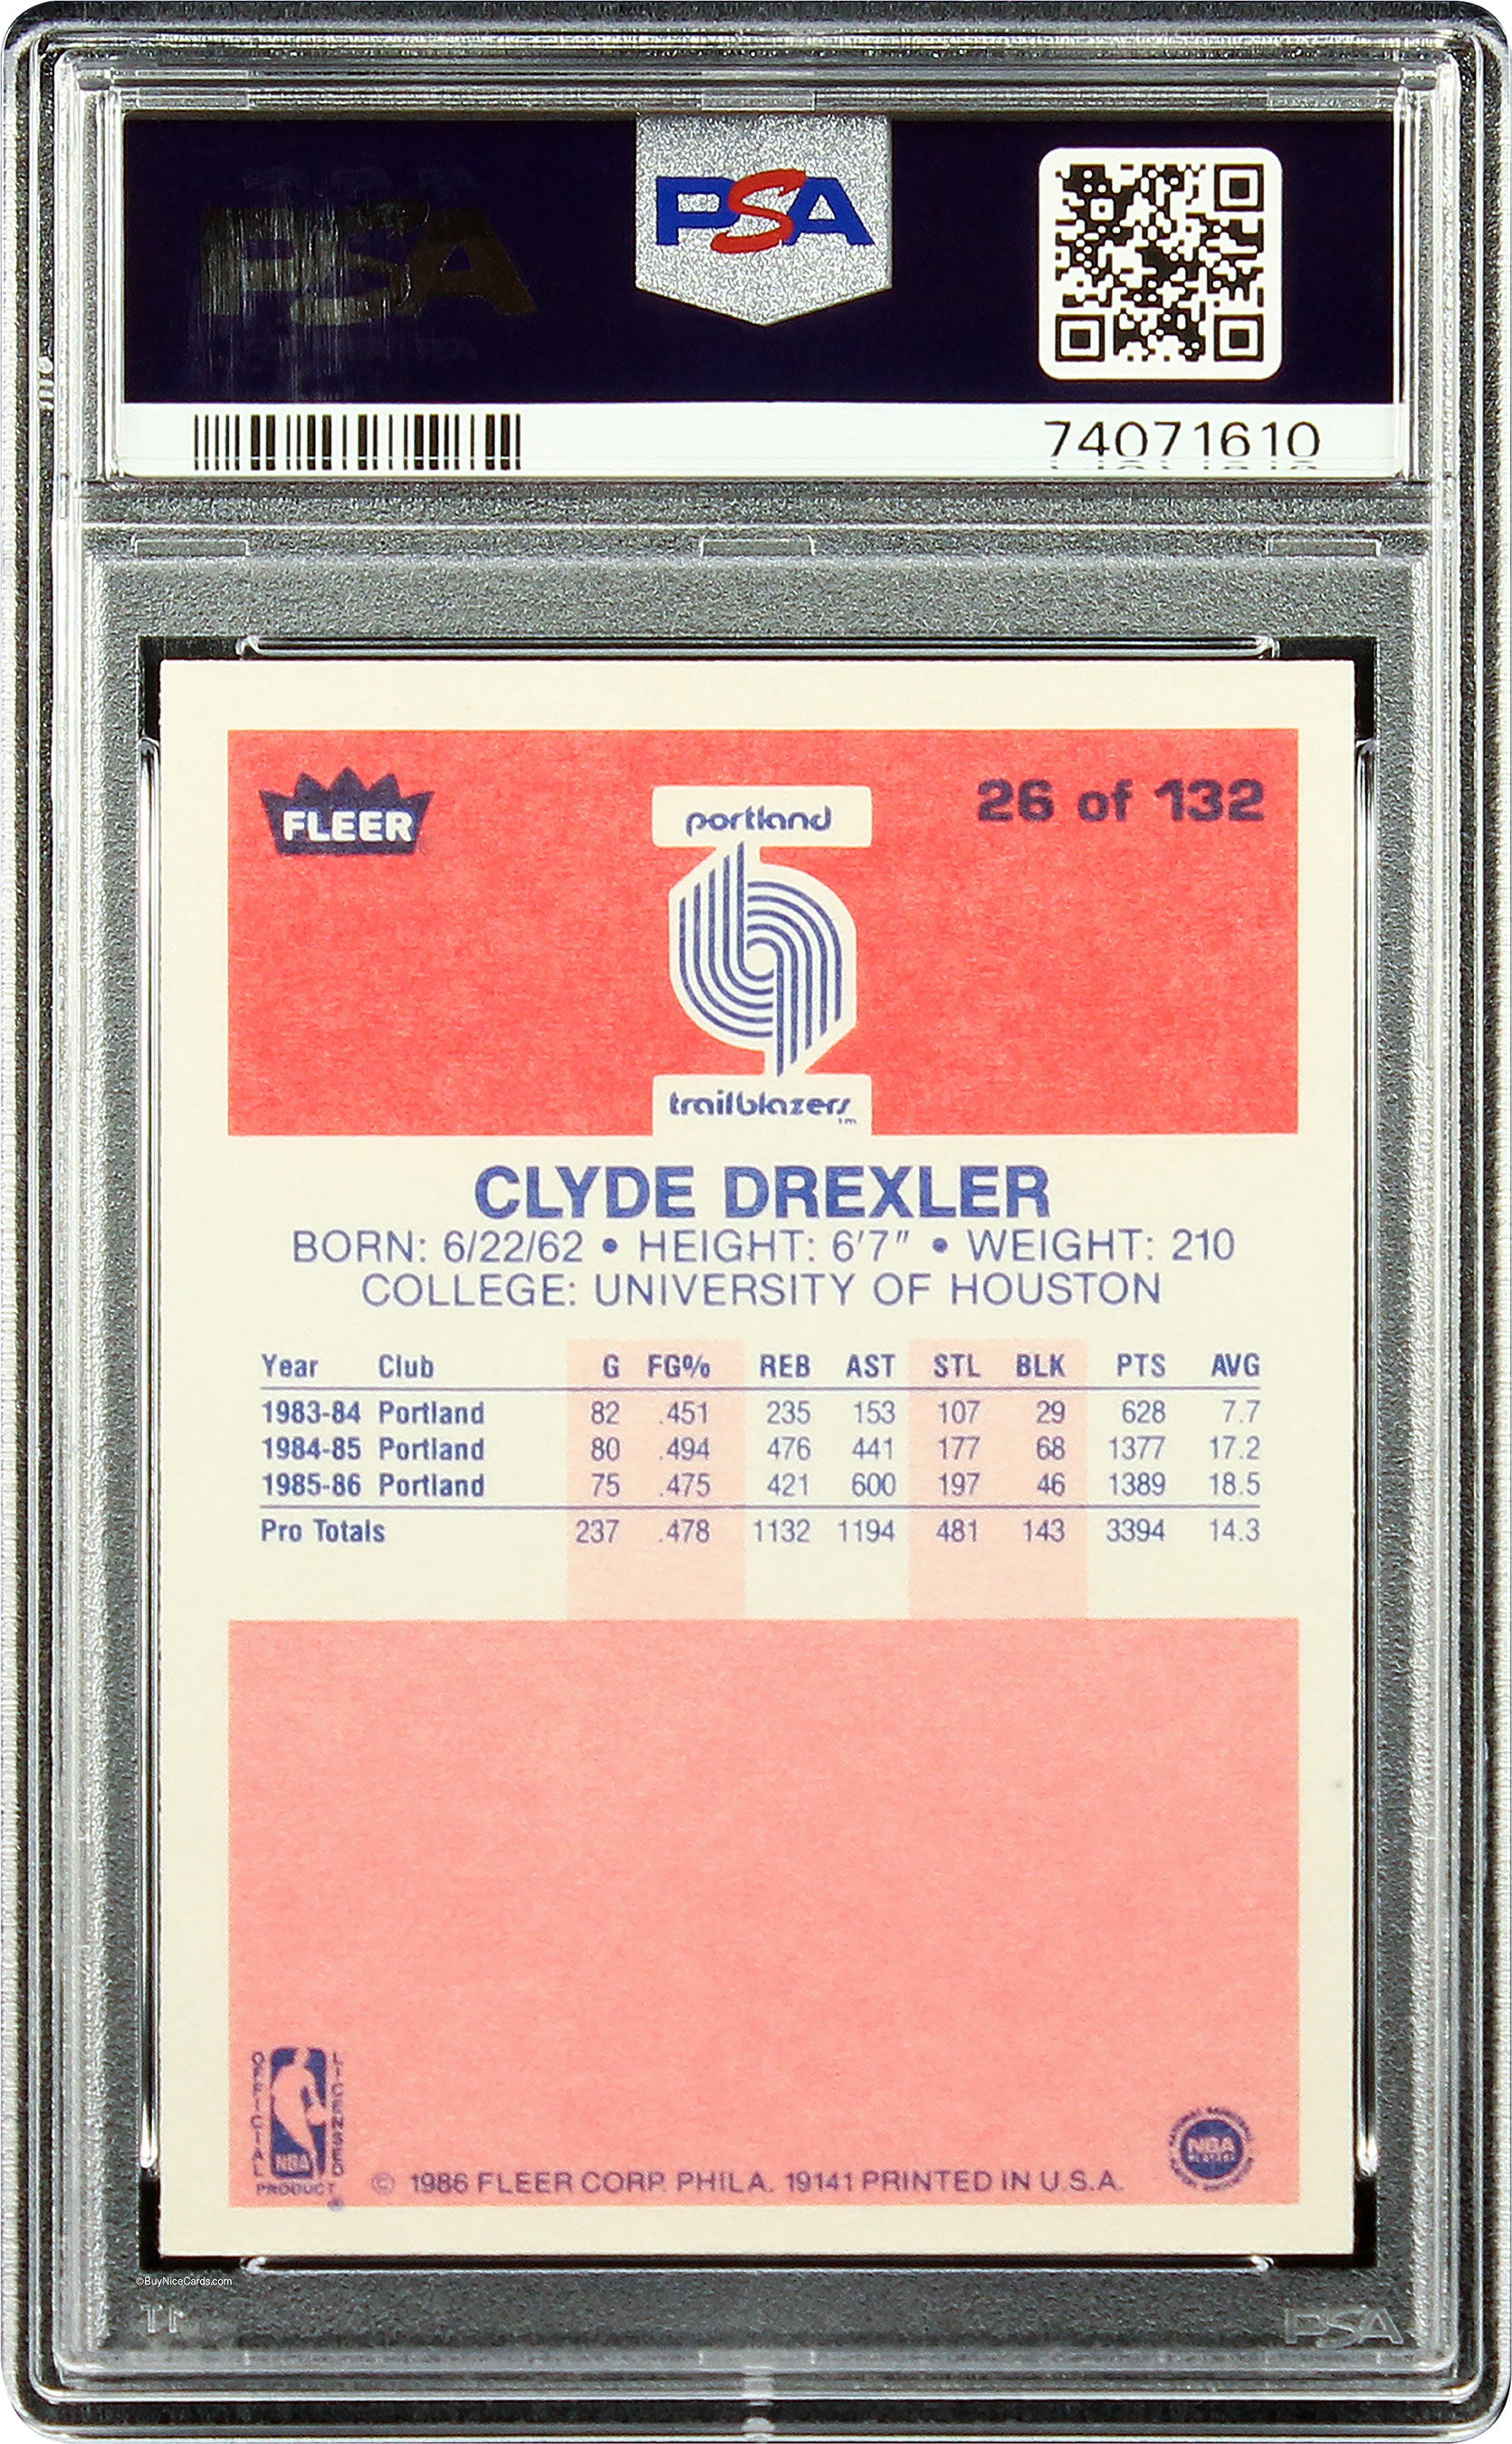 PSA
PSA
74071610
FLEER
portland
26 of 132
trailblazers
TM
CLYDE DREXLER
BORN: 6/22/62 • HEIGHT: 6'7" • WEIGHT: 210
COLLEGE: UNIVERSITY OF HOUSTON
Year Club G FG% REB AST STL BLK PTS AVG
1983-84 Portland 82 .451 235 153 107 29 628 7.7
1984-85 Portland 80 .494 476 441 177 68 1377 17.2
1985-86 Portland 75 .475 421 600 197 46 1389 18.5
Pro Totals 237 .478 1132 1194 481 143 3394 14.3
OFFICIAL LICENSED
NBA
PRODUCT ®
© 1986 FLEER CORP. PHILA. 19141 PRINTED IN U.S.A.
NBA
©BuyNiceCards.com
PSA